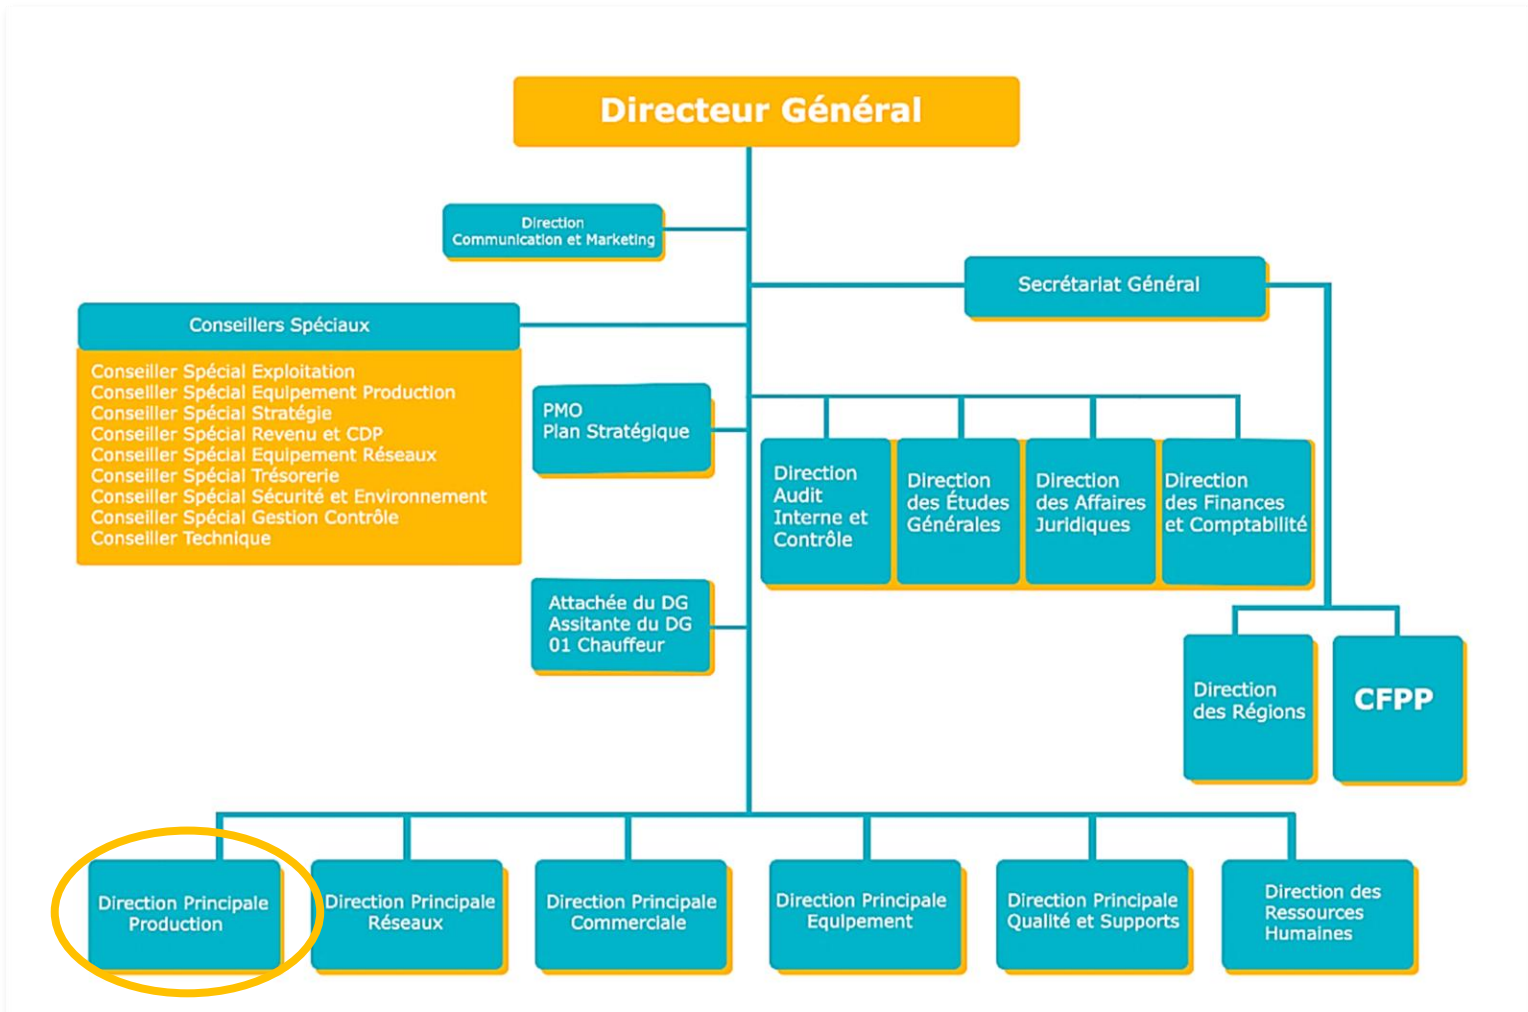 Directeur Général
Direction
Communication et Marketing
Secrétariat Général
Conseillers Spéciaux
Conseiller Spécial Exploitation
Conseiller Spécial Equipement Production
Conseiller Spécial Stratégie
Conseiller Spécial Revenu et CDP
Conseiller Spécial Equipement Réseaux
Conseiller Spécial Trésorerie
Conseiller Spécial Sécurité et Environnement
Conseiller Spécial Gestion Contrôle
Conseiller Technique
PMO
Plan Stratégique
Direction
Audit
Interne et
Contrôle
Direction
des Études
Générales
Direction
des Affaires
Juridiques
Direction
des Finances
et Comptabilité
Attachée du DG
Assitante du DG
01 Chauffeur
Direction
des Régions
CFPP
Direction Principale
Production
Direction Principale
Réseaux
Direction Principale
Commerciale
Direction Principale
Equipement
Direction Principale
Qualité et Supports
Direction des
Ressources
Humaines